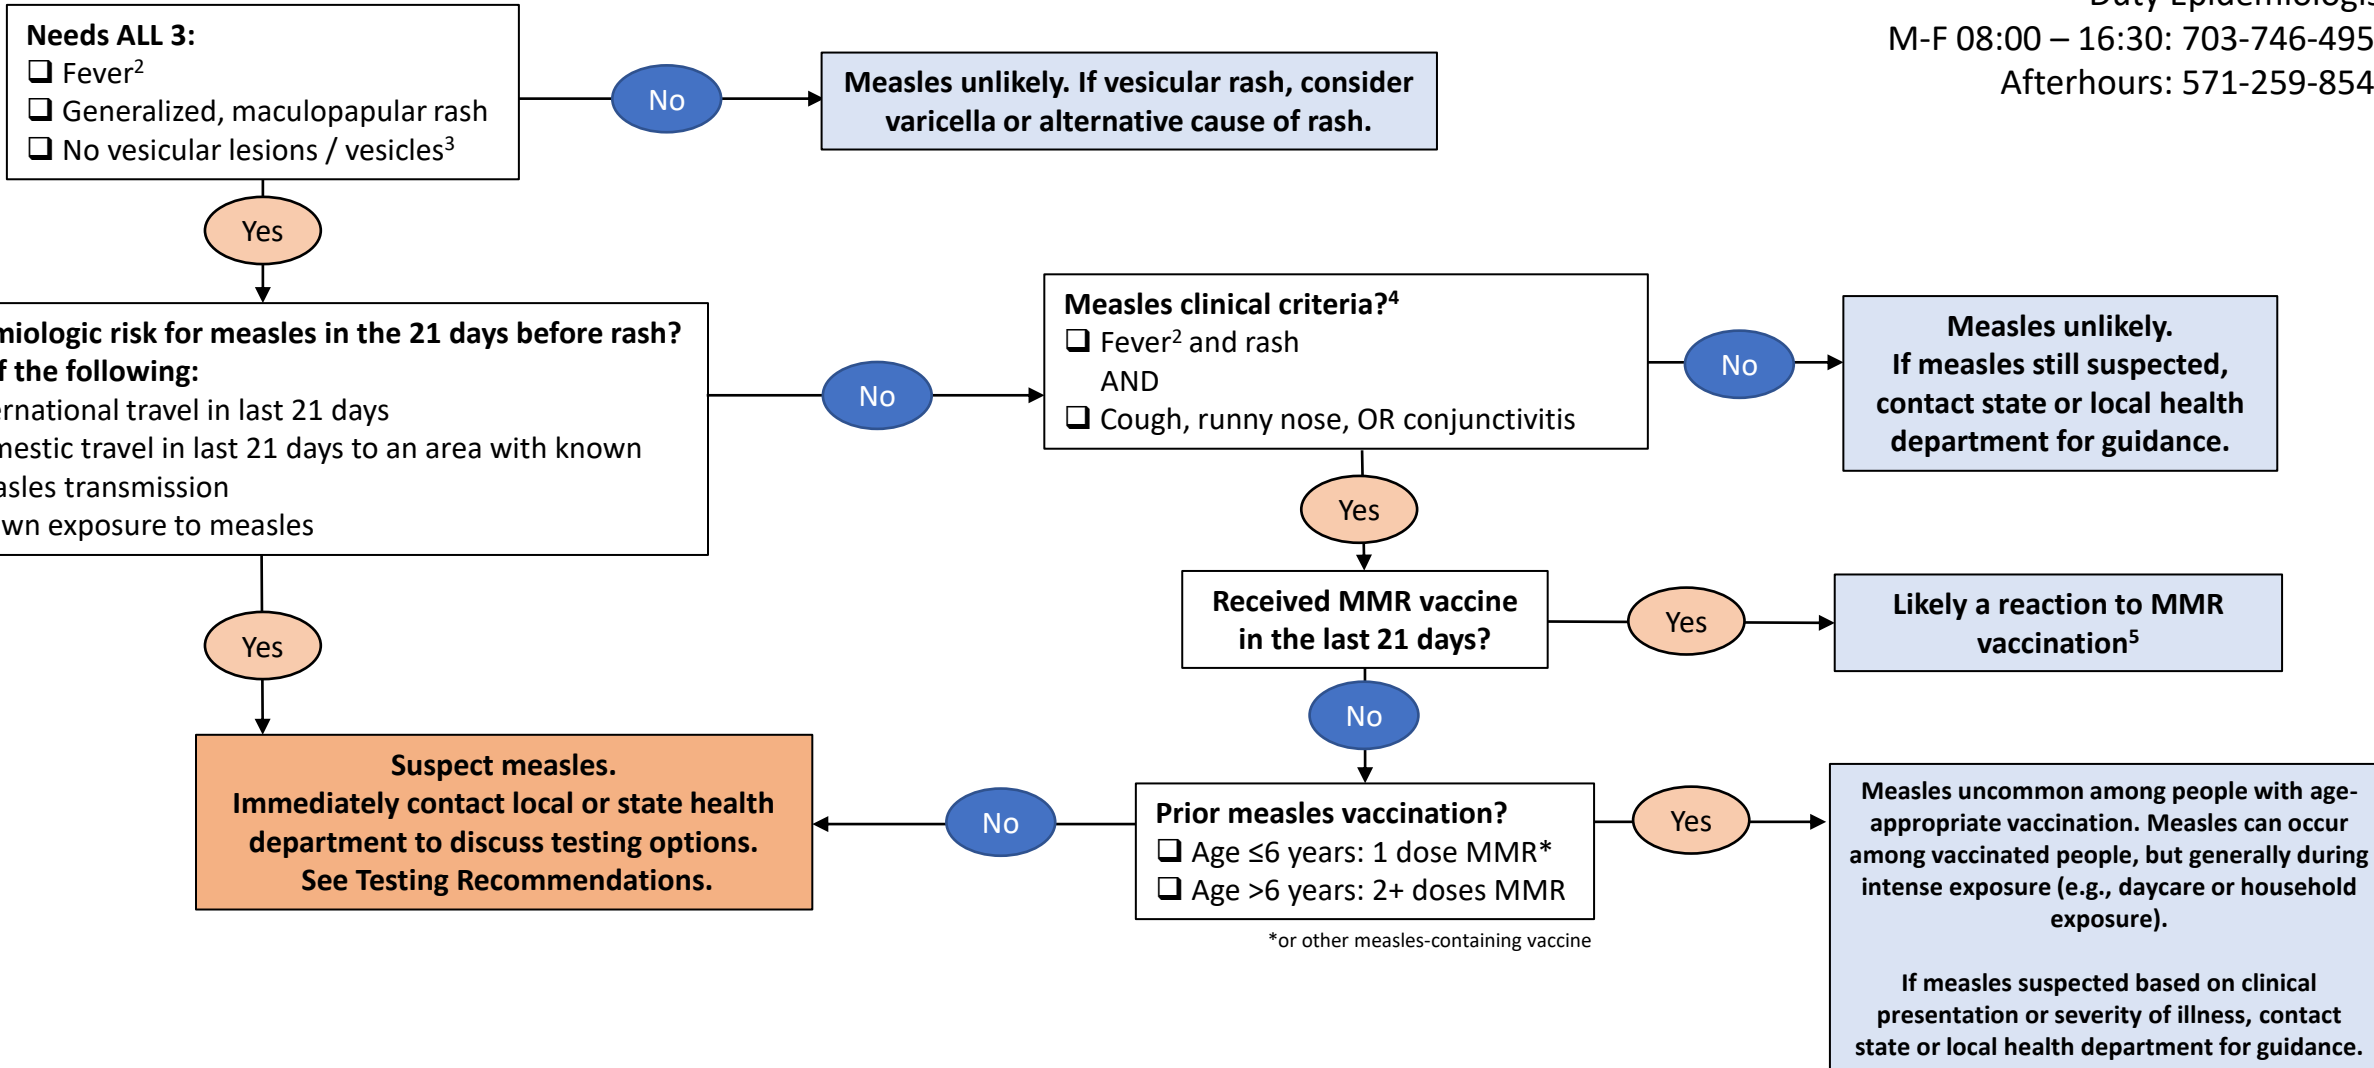 Duty Epidemiologis
M-F 08:00 – 16:30: 703-746-495
Afterhours: 571-259-854
Needs ALL 3:
❑ Fever²
❑ Generalized, maculopapular rash
❑ No vesicular lesions / vesicles³
No
Measles unlikely. If vesicular rash, consider
varicella or alternative cause of rash.
Yes
miologic risk for measles in the 21 days before rash?
f the following:
ernational travel in last 21 days
mestic travel in last 21 days to an area with known
asles transmission
wn exposure to measles
No
Measles clinical criteria?⁴
❑ Fever² and rash
AND
❑ Cough, runny nose, OR conjunctivitis
No
Measles unlikely.
If measles still suspected,
contact state or local health
department for guidance.
Yes
Received MMR vaccine
in the last 21 days?
Yes
Likely a reaction to MMR
vaccination⁵
Yes
No
Suspect measles.
Immediately contact local or state health
department to discuss testing options.
See Testing Recommendations.
No
Prior measles vaccination?
❑ Age ≤6 years: 1 dose MMR*
❑ Age >6 years: 2+ doses MMR
*or other measles-containing vaccine
Yes
Measles uncommon among people with age-
appropriate vaccination. Measles can occur
among vaccinated people, but generally during
intense exposure (e.g., daycare or household
exposure).
If measles suspected based on clinical
presentation or severity of illness, contact
state or local health department for guidance.